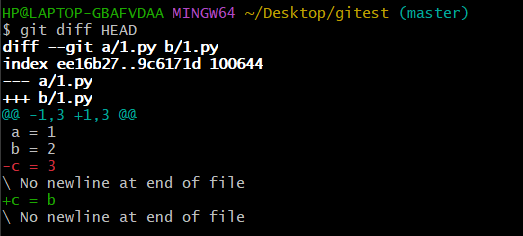 HP@LAPTOP-GBAFVDAA MINGW64 ~/Desktop/gitest (master)
$ git diff HEAD
diff --git a/1.py b/1.py
index ee16b27..9c6171d 100644
--- a/1.py
+++ b/1.py
@@ -1,3 +1,3 @@
 a = 1
 b = 2
-c = 3
\ No newline at end of file
+c = b
\ No newline at end of file